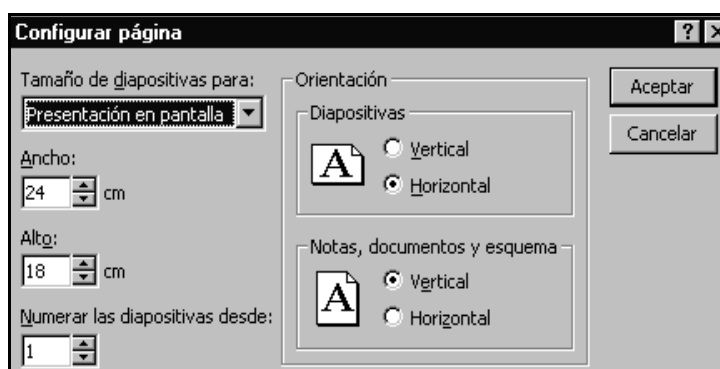 Configurar página
Tamaño de diapositivas para:
Presentación en pantalla
Ancho:
24 cm
Alto:
18 cm
Numerar las diapositivas desde:
1
Orientación
Diapositivas
A
Vertical
Horizontal
Notas, documentos y esquema
A
Vertical
Horizontal
Aceptar
Cancelar